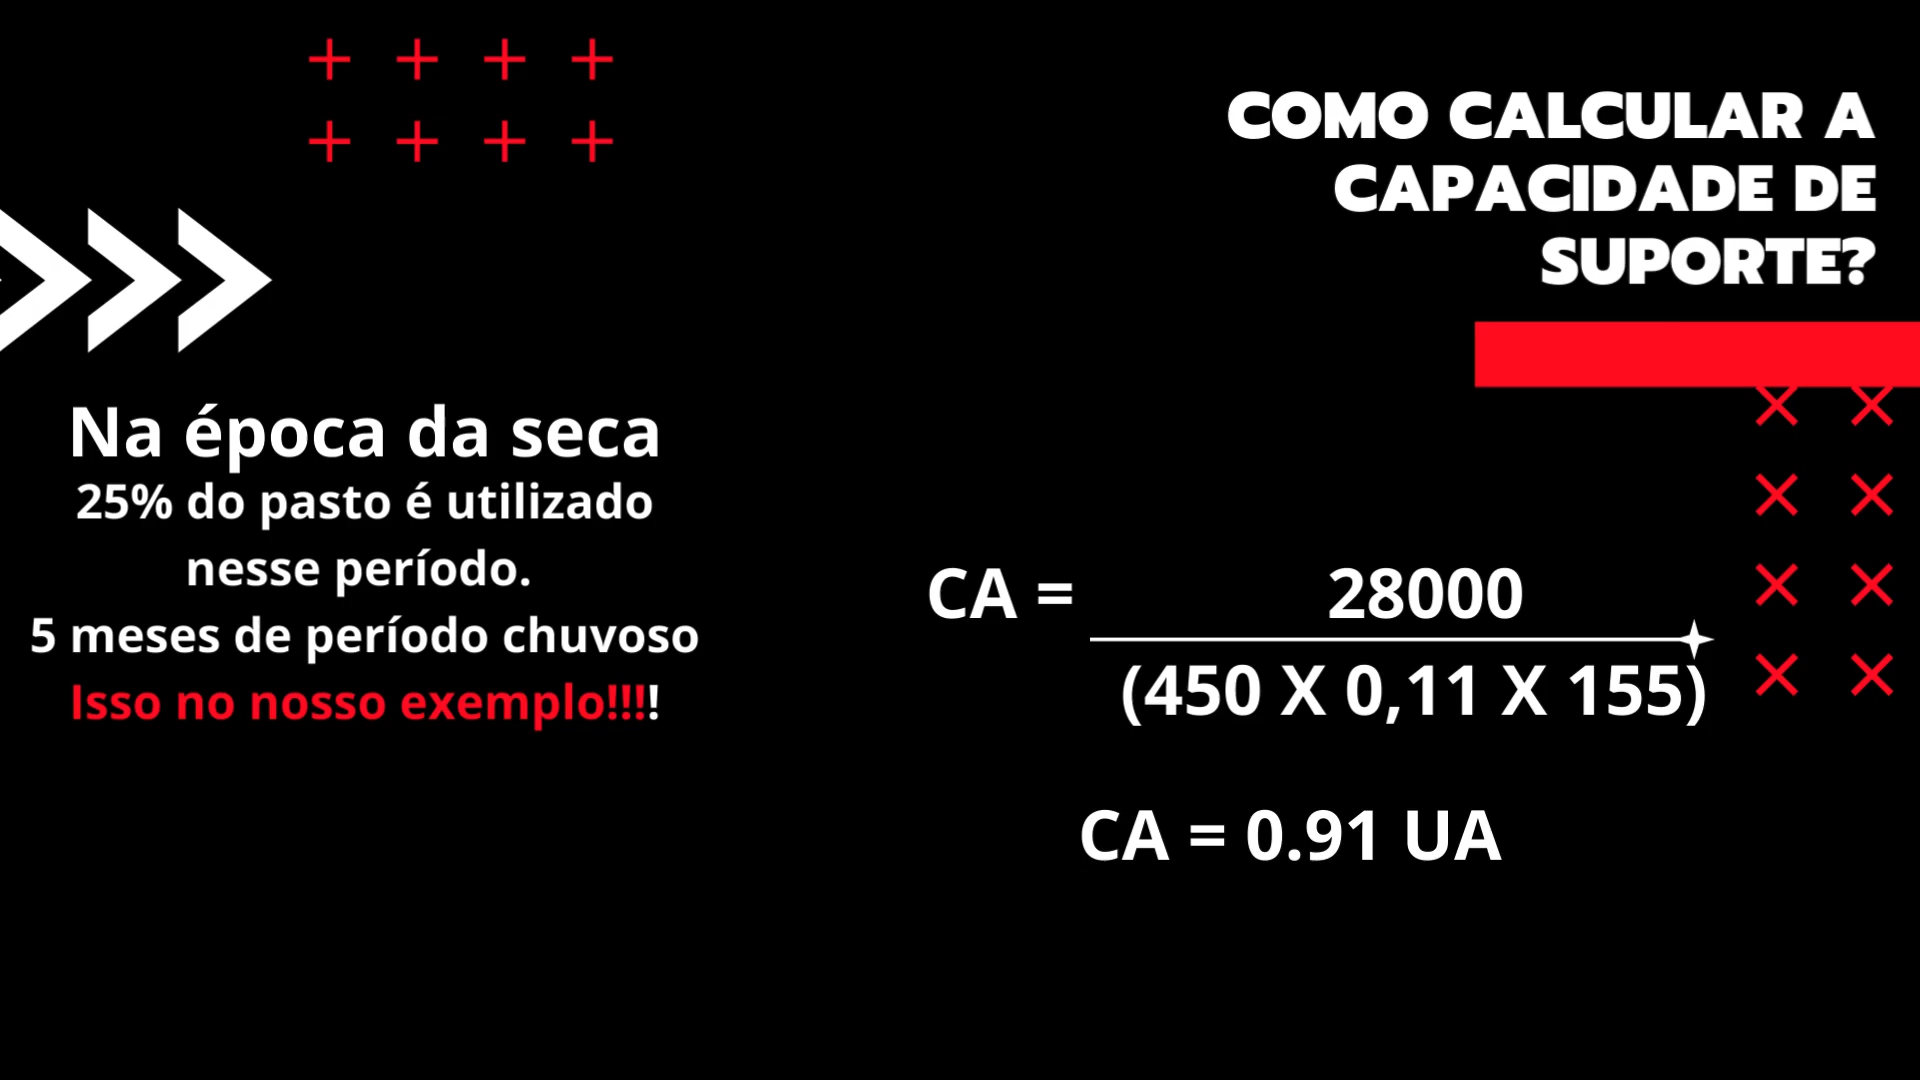 COMO CALCULAR A
CAPACIDADE DE
SUPORTE?
Na época da seca
25% do pasto é utilizado
nesse período.
5 meses de período chuvoso
Isso no nosso exemplo!!!!
CA = 28000
(450 X 0,11 X 155)
CA = 0.91 UA